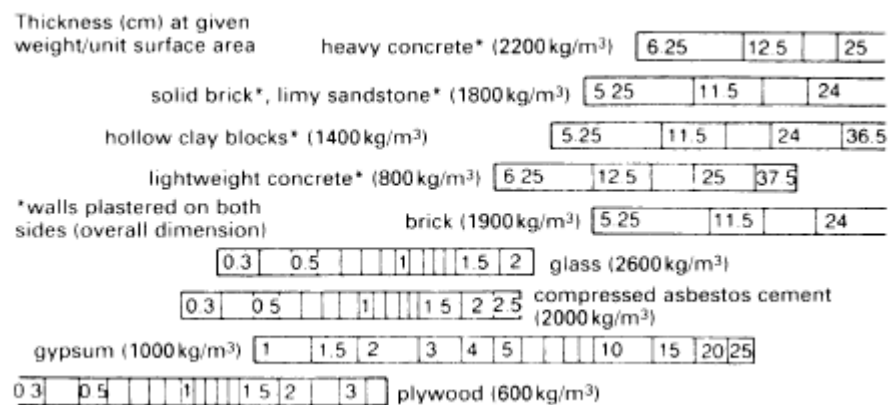 Thickness (cm) at given
weight/unit surface area
heavy concrete* (2200 kg/m³) 6.25 12.5 25
solid brick*, limy sandstone* (1800 kg/m³) 5 25 11.5 24
hollow clay blocks* (1400 kg/m³) 5.25 11.5 24 36.5
lightweight concrete* (800 kg/m³) 6 25 12 5 25 37.5
*walls plastered on both
sides (overall dimension)
brick (1900 kg/m³) 5 25 11.5 24
0.3 0.5 1 1.5 2 glass (2600 kg/m³)
0.3 0 5 1 1 5 2 2.5 compressed asbestos cement
(2000 kg/m³)
gypsum (1000 kg/m³) 1 1.5 2 3 4 5 10 15 20 25
0 3 0 5 1 1 5 2 3 plywood (600 kg/m³)